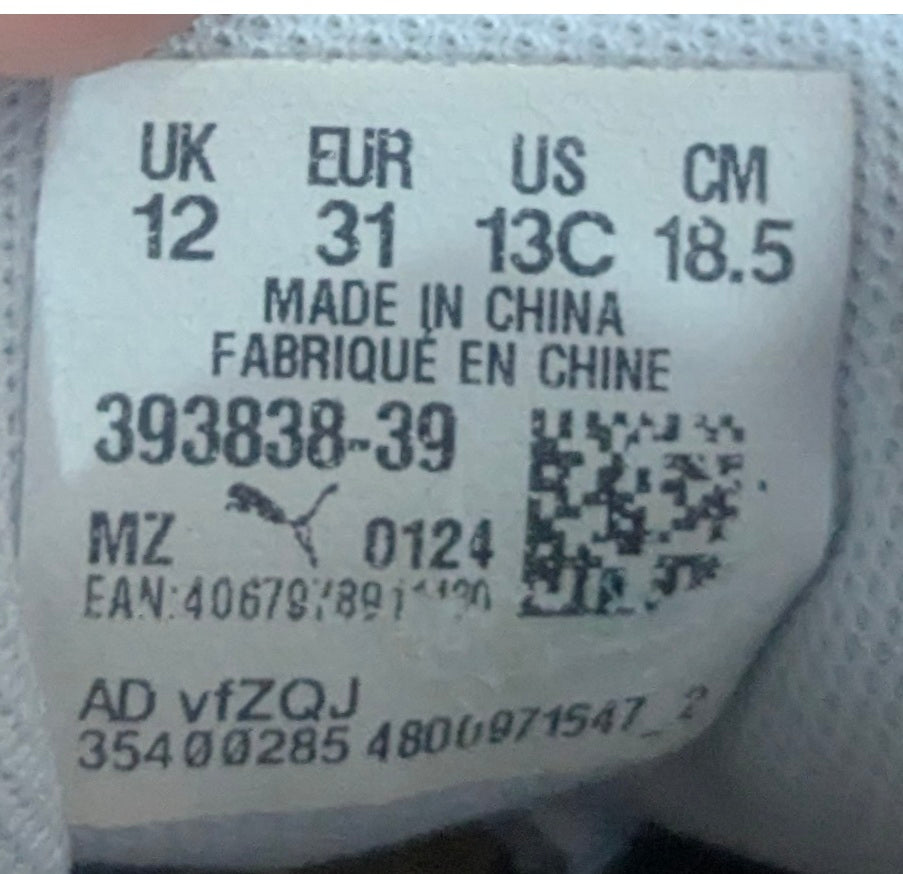 UK EUR US CM
12 31 13C 18.5
MADE IN CHINA
FABRIQUÉ EN CHINE
393838-39
MZ 0124
EAN:
AD vfZQJ
35400285